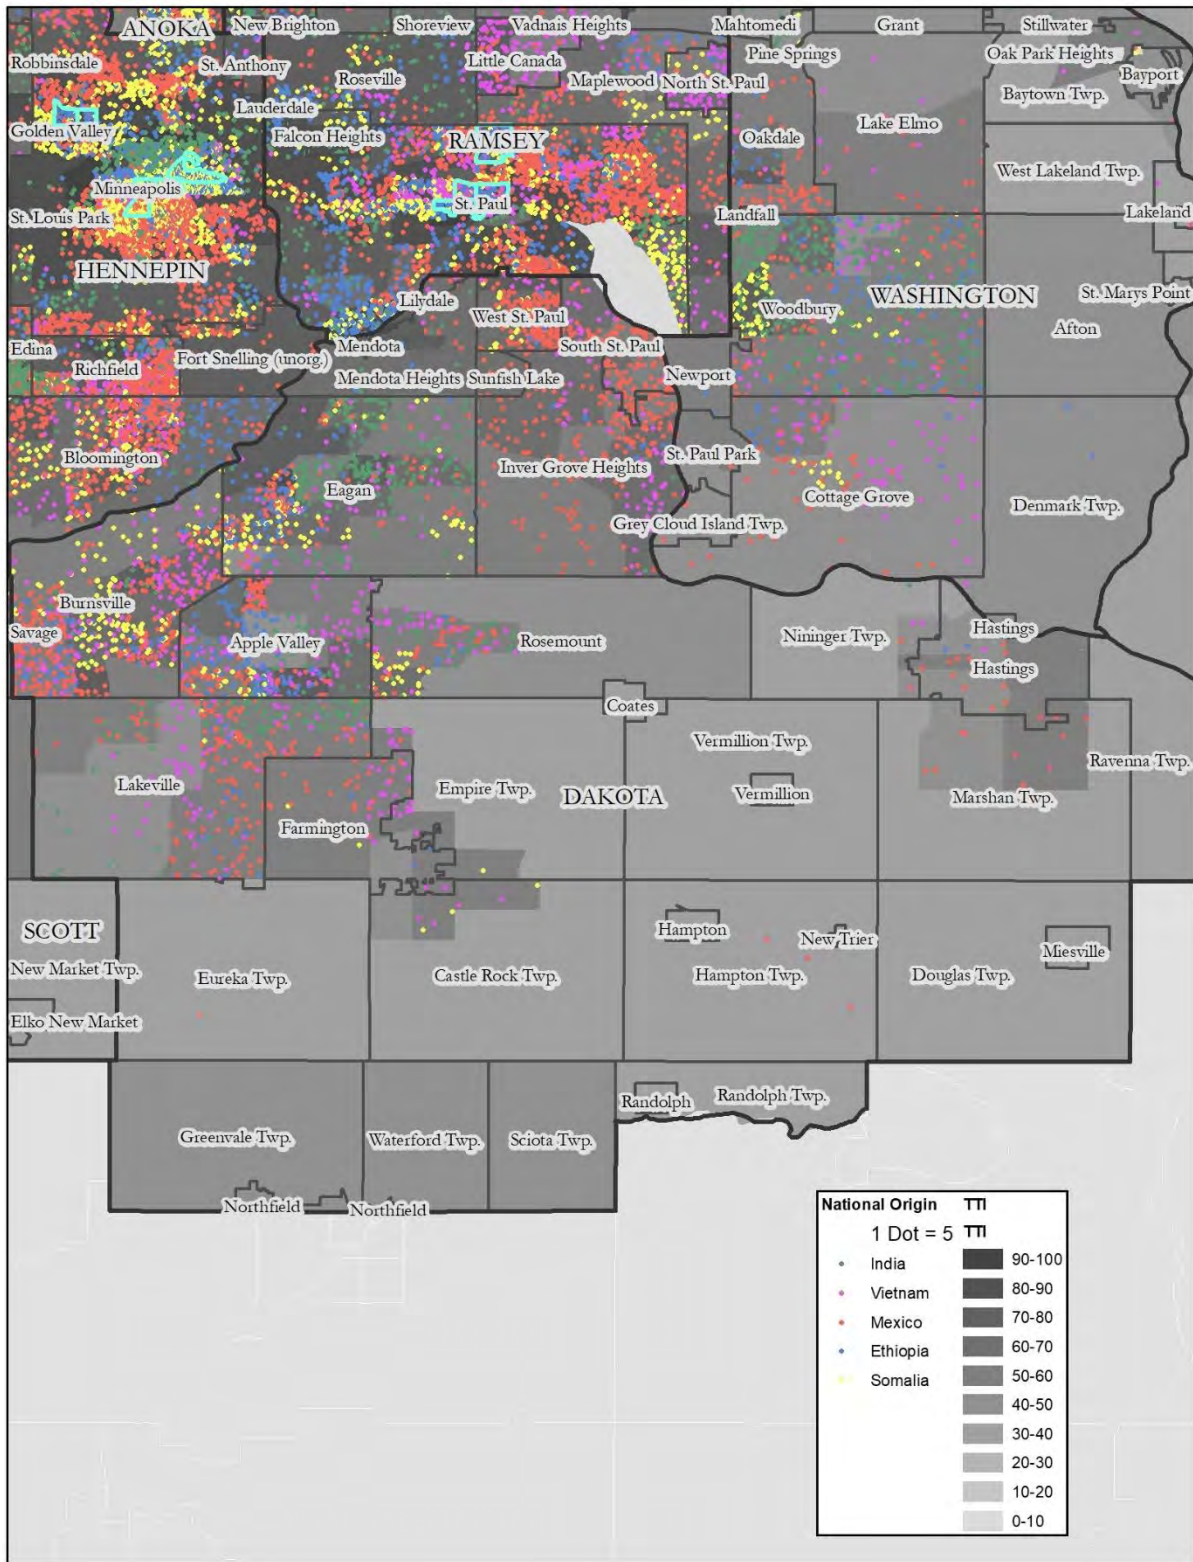 ANOKA
New Brighton
Shoreview
Vadnais Heights
Mahtomedi
Grant
Stillwater
Robbinsdale
St. Anthony
Roseville
Little Canada
Maplewood
North St. Paul
Pine Springs
Oak Park Heights
Bayport
Baytown Twp.
Lauderdale
Golden Valley
Falcon Heights
RAMSEY
Oakdale
Lake Elmo
West Lakeland Twp.
Minneapolis
St. Paul
St. Louis Park
Landfall
Lakeland
HENNEPIN
Lilydale
West St. Paul
Woodbury
WASHINGTON
St. Marys Point
Afton
Edina
Richfield
Fort Snelling (unorg.)
Mendota
South St. Paul
Mendota Heights
Sunfish Lake
Newport
Bloomington
Eagan
Inver Grove Heights
St. Paul Park
Cottage Grove
Denmark Twp.
Grey Cloud Island Twp.
Burnsville
Savage
Apple Valley
Rosemount
Nininger Twp.
Hastings
Hastings
Coates
Lakeville
Empire Twp.
DAKOTA
Vermillion Twp.
Vermillion
Marshan Twp.
Ravenna Twp.
Farmington
SCOTT
New Market Twp.
Elko New Market
Eureka Twp.
Castle Rock Twp.
Hampton
Hampton Twp.
New Trier
Douglas Twp.
Miesville
Greenvale Twp.
Waterford Twp.
Sciota Twp.
Randolph
Randolph Twp.
Northfield
Northfield
National Origin TTI
1 Dot = 5 TTI
India
Vietnam
Mexico
Ethiopia
Somalia
90-100
80-90
70-80
60-70
50-60
40-50
30-40
20-30
10-20
0-10